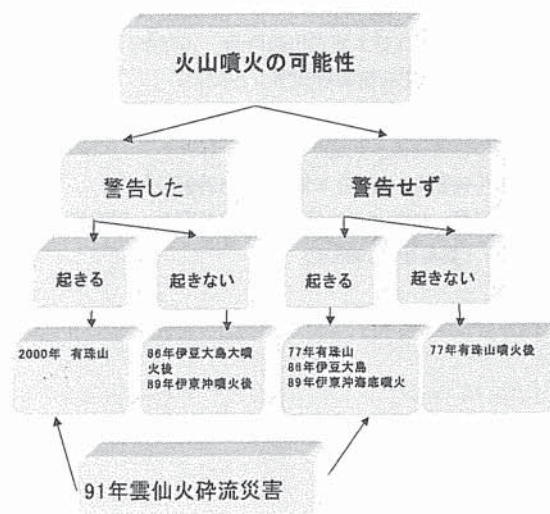 火山噴火の可能性
警告した
警告せず
起きる
起きない
起きる
起きない
2000年 有珠山
86年伊豆大島大噴
火後
89年伊東沖噴火後
77年有珠山
86年伊豆大島
89年伊東沖海底噴火
77年有珠山噴火後
91年雲仙火砕流災害